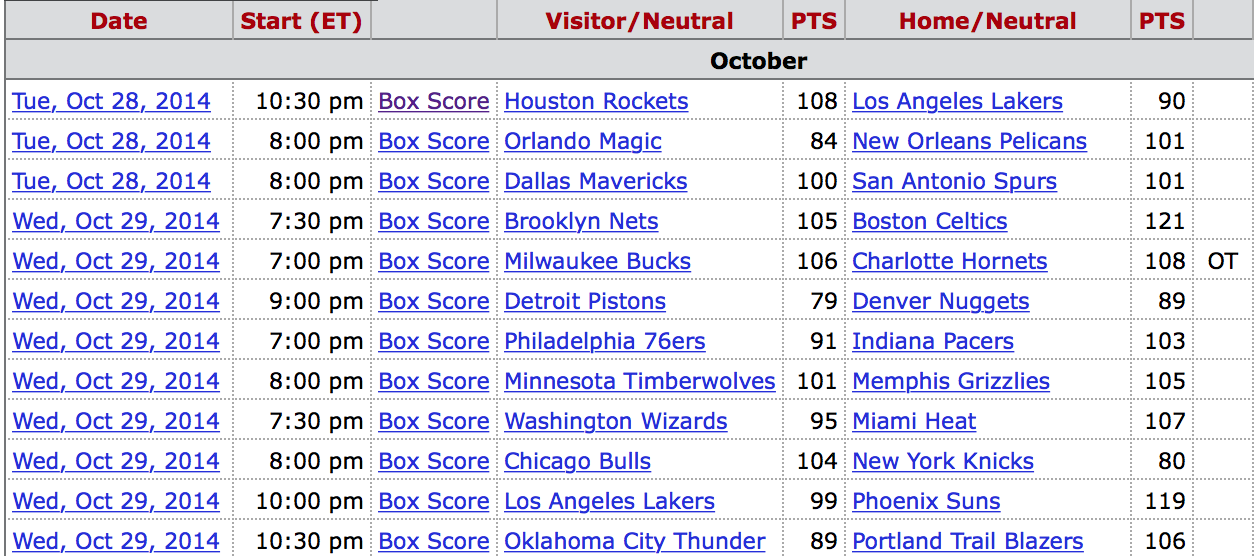 Date Start (ET) Visitor/Neutral PTS Home/Neutral PTS
October
Tue, Oct 28, 2014 10:30 pm Box Score Houston Rockets 108 Los Angeles Lakers 90
Tue, Oct 28, 2014 8:00 pm Box Score Orlando Magic 84 New Orleans Pelicans 101
Tue, Oct 28, 2014 8:00 pm Box Score Dallas Mavericks 100 San Antonio Spurs 101
Wed, Oct 29, 2014 7:30 pm Box Score Brooklyn Nets 105 Boston Celtics 121
Wed, Oct 29, 2014 7:00 pm Box Score Milwaukee Bucks 106 Charlotte Hornets 108 OT
Wed, Oct 29, 2014 9:00 pm Box Score Detroit Pistons 79 Denver Nuggets 89
Wed, Oct 29, 2014 7:00 pm Box Score Philadelphia 76ers 91 Indiana Pacers 103
Wed, Oct 29, 2014 8:00 pm Box Score Minnesota Timberwolves 101 Memphis Grizzlies 105
Wed, Oct 29, 2014 7:30 pm Box Score Washington Wizards 95 Miami Heat 107
Wed, Oct 29, 2014 8:00 pm Box Score Chicago Bulls 104 New York Knicks 80
Wed, Oct 29, 2014 10:00 pm Box Score Los Angeles Lakers 99 Phoenix Suns 119
Wed, Oct 29, 2014 10:30 pm Box Score Oklahoma City Thunder 89 Portland Trail Blazers 106